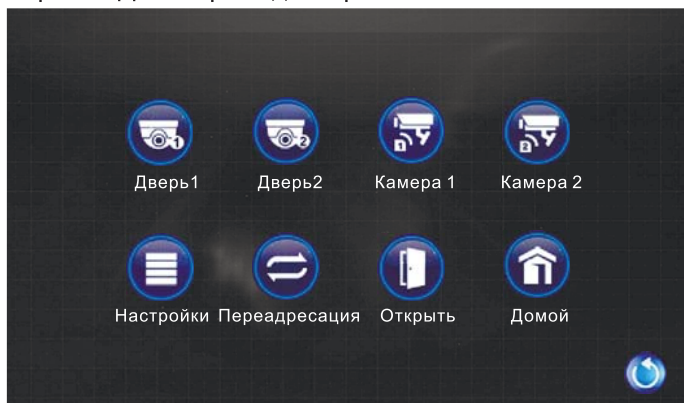 Дверь1 Дверь2 Камера 1 Камера 2
Настройки Переадресация Открыть Домой